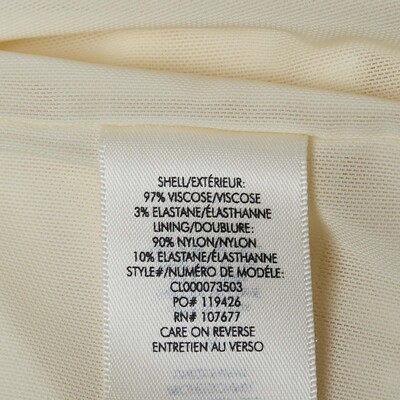 SHELL/EXTÉRIEUR:
97% VISCOSE/VISCOSE
3% ELASTANE/ÉLASTHANNE
LINING/DOUBLURE:
90% NYLON/NYLON
10% ELASTANE/ÉLASTHANNE
STYLE#/NUMÉRO DE MODÈLE:
CL000073503
PO# 119426
RN# 107677
CARE ON REVERSE
ENTRETIEN AU VERSO